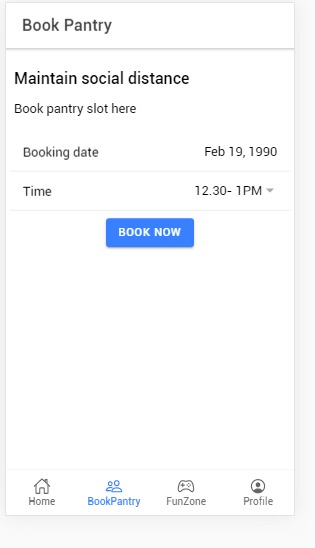 Book Pantry
Maintain social distance
Book pantry slot here
Booking date Feb 19, 1990
Time 12.30- 1PM
BOOK NOW
Home BookPantry FunZone Profile